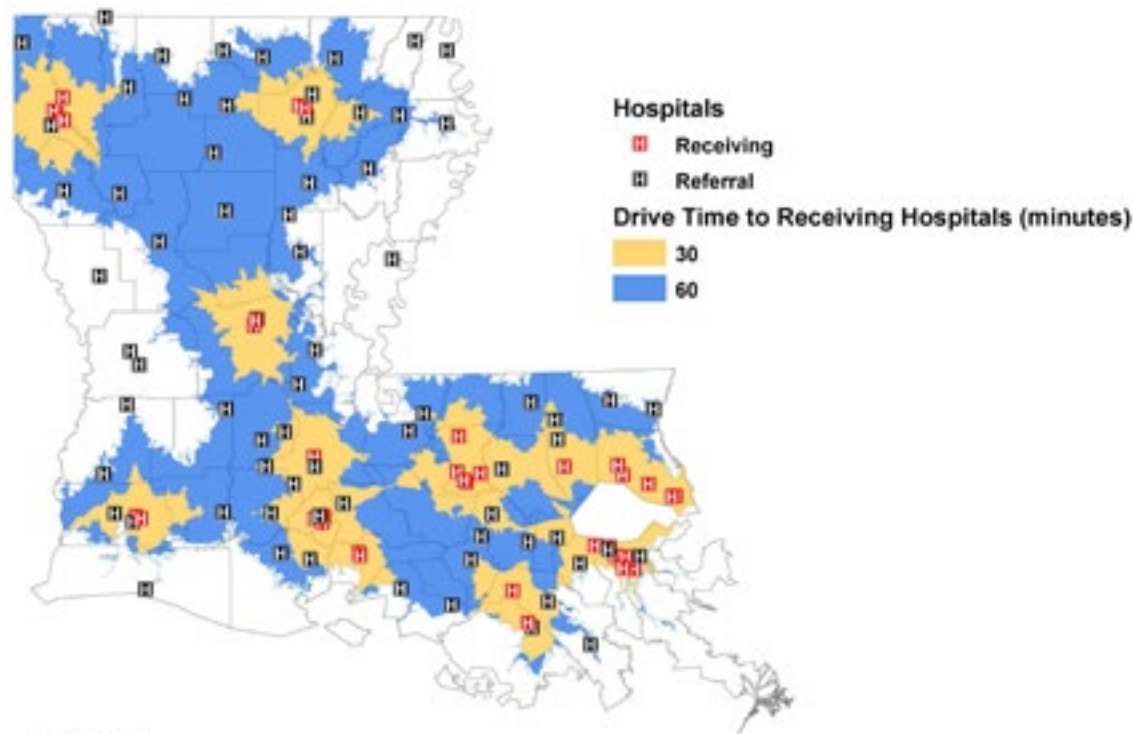 Hospitals
H Receiving
H Referral
Drive Time to Receiving Hospitals (minutes)
30
60